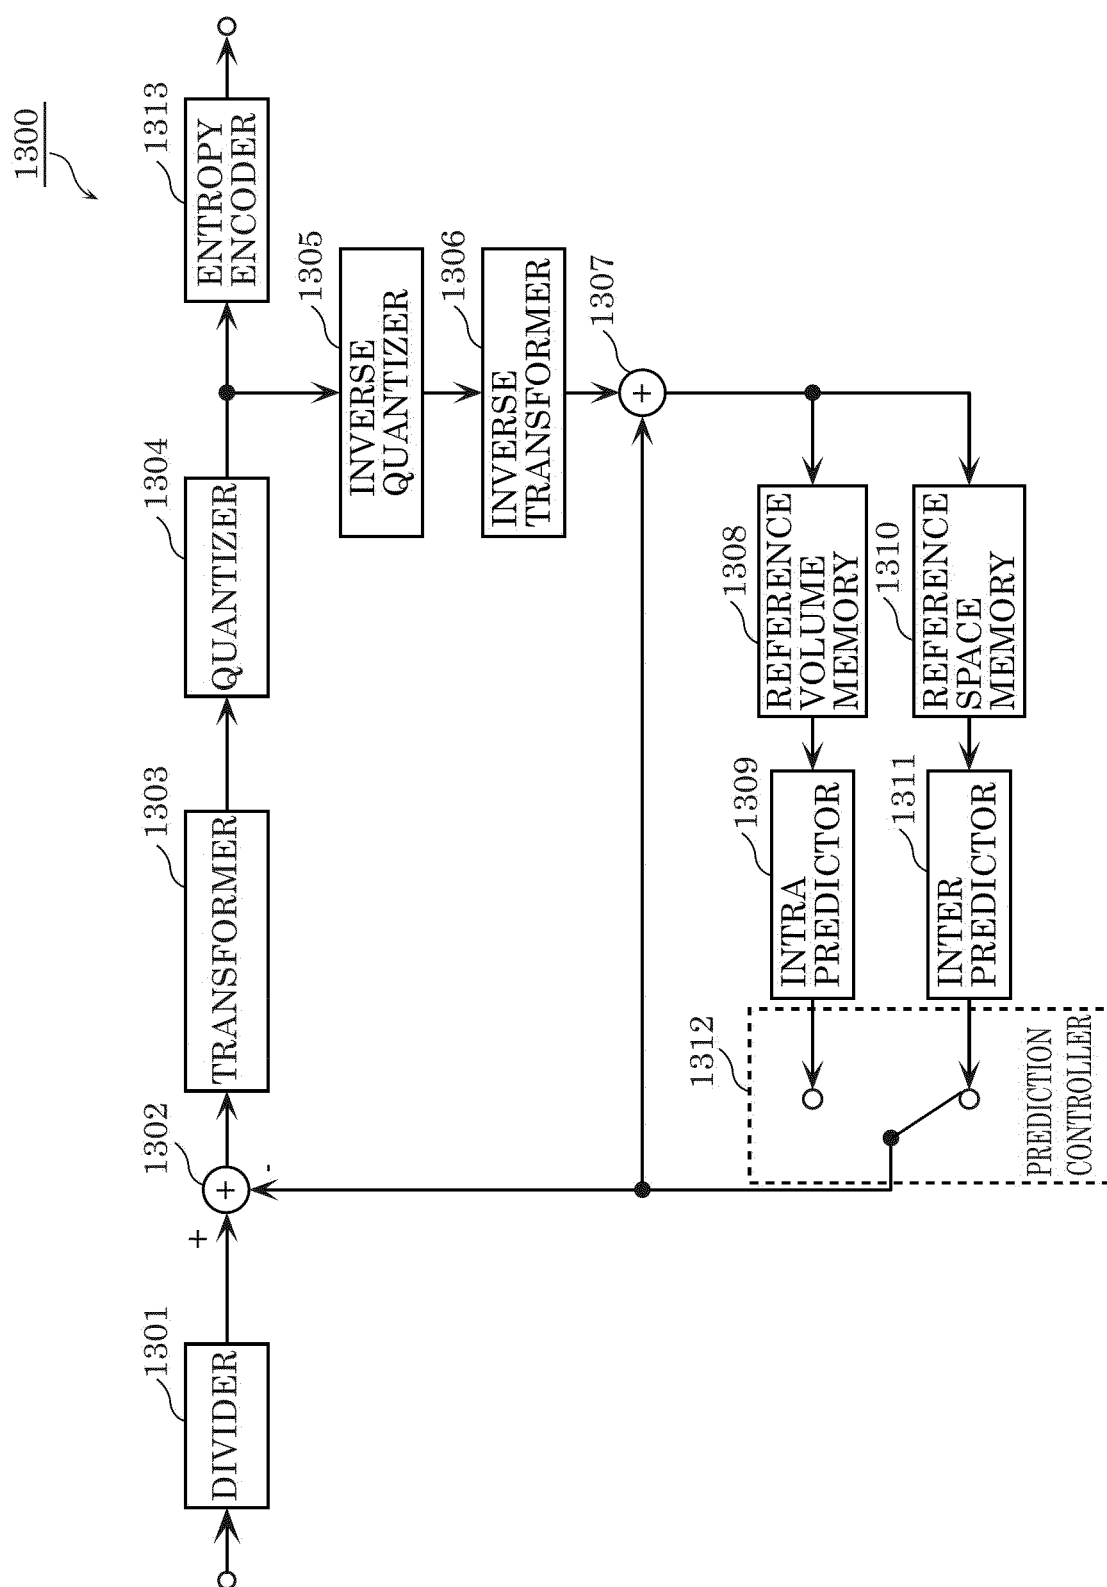 1300
1301
DIVIDER
+
-
1302
+
1303
TRANSFORMER
1304
QUANTIZER
1313
ENTROPY
ENCODER
1305
INVERSE
QUANTIZER
1306
INVERSE
TRANSFORMER
1307
+
1308
REFERENCE
VOLUME
MEMORY
1309
INTRA
PREDICTOR
1310
REFERENCE
SPACE
MEMORY
1311
INTER
PREDICTOR
1312
PREDICTION
CONTROLLER